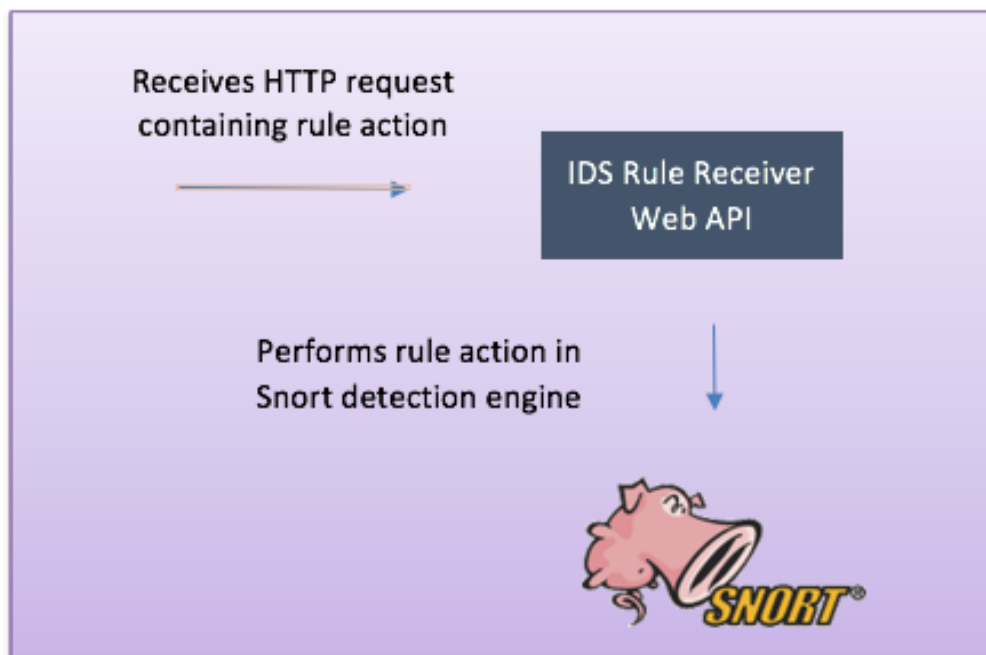 Receives HTTP request
containing rule action
IDS Rule Receiver
Web API
Performs rule action in
Snort detection engine
SNORT®